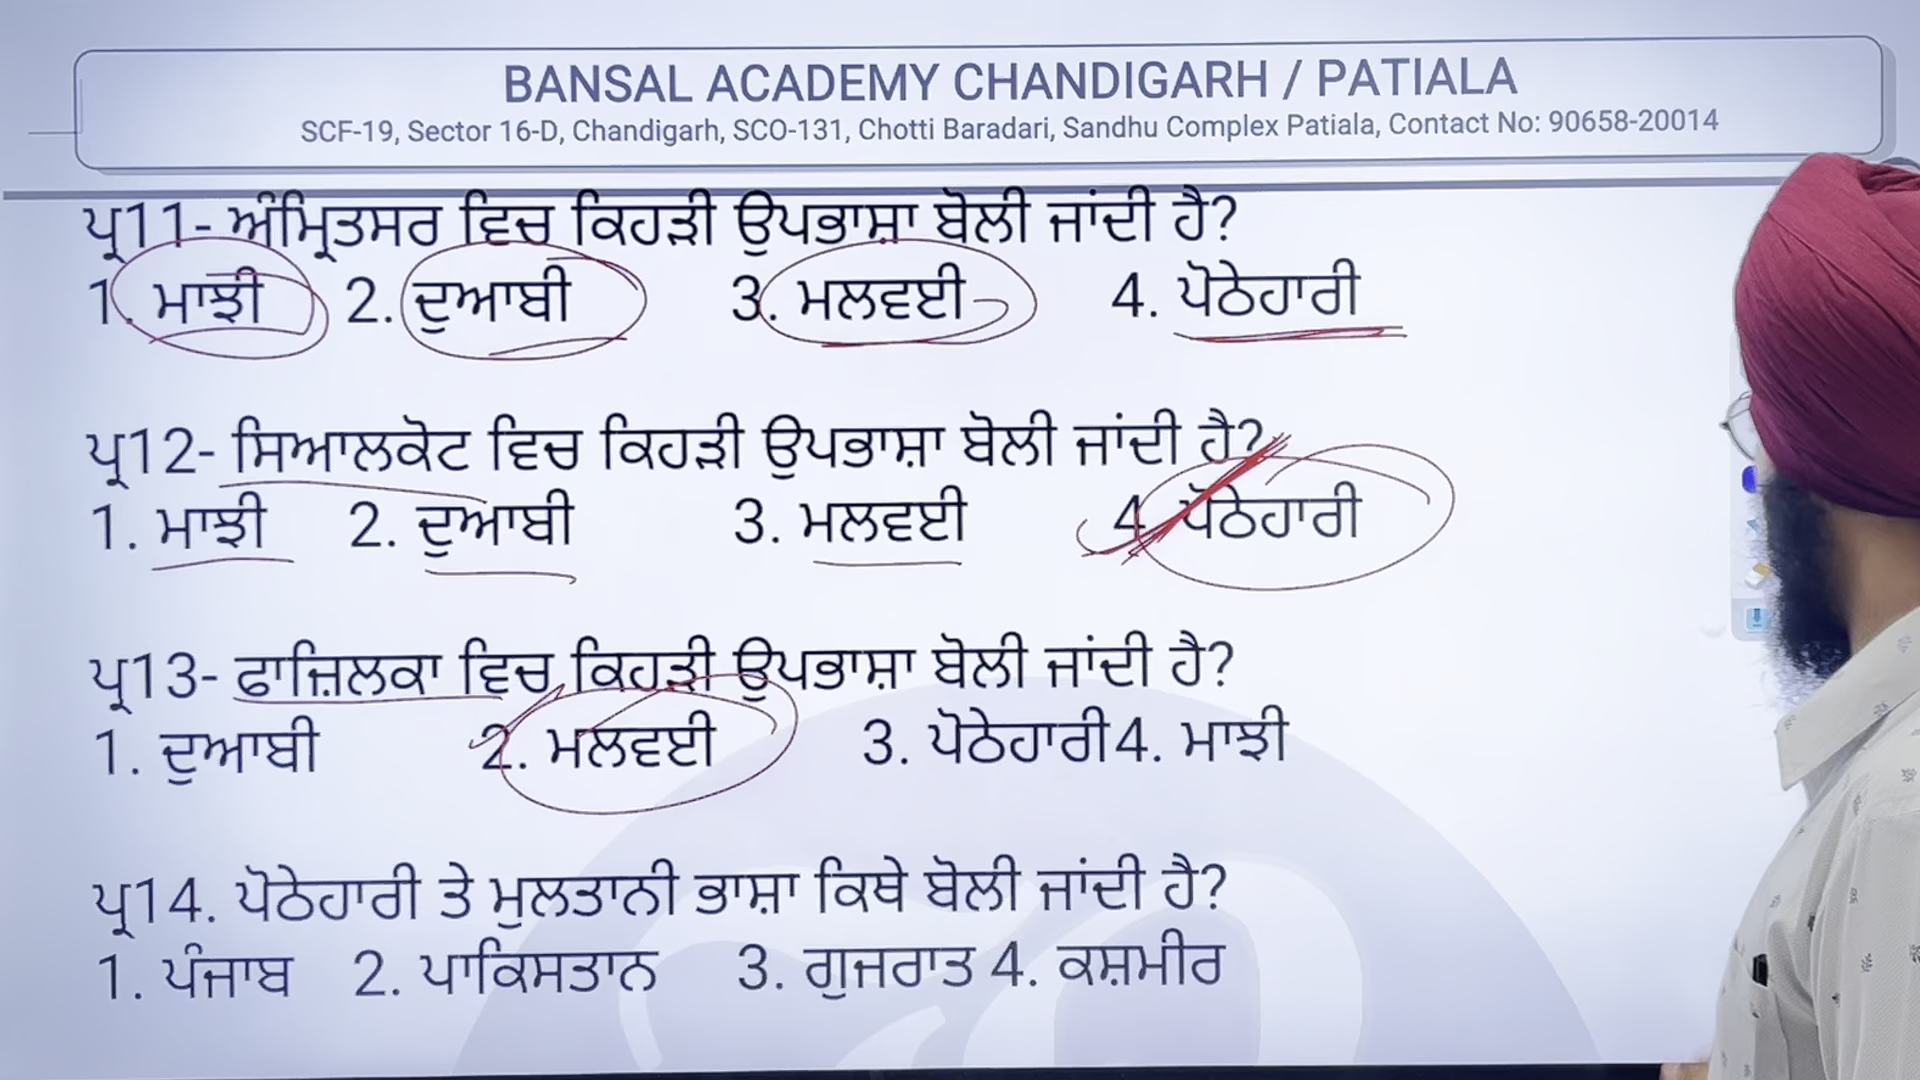 BANSAL ACADEMY CHANDIGARH / PATIALA
SCF-19, Sector 16-D, Chandigarh, SCO-131, Chotti Baradari, Sandhu Complex Patiala, Contact No: 90658-20014
ਪ੍ਰ11- ਅੰਮ੍ਰਿਤਸਰ ਵਿਚ ਕਿਹੜੀ ਉਪਭਾਸ਼ਾ ਬੋਲੀ ਜਾਂਦੀ ਹੈ?
1. ਮਾਝੀ 2. ਦੁਆਬੀ 3. ਮਲਵਈ 4. ਪੋਠੇਹਾਰੀ
ਪ੍ਰ12- ਸਿਆਲਕੋਟ ਵਿਚ ਕਿਹੜੀ ਉਪਭਾਸ਼ਾ ਬੋਲੀ ਜਾਂਦੀ ਹੈ?
1. ਮਾਝੀ 2. ਦੁਆਬੀ 3. ਮਲਵਈ 4. ਪੋਠੇਹਾਰੀ
ਪ੍ਰ13- ਫਾਜ਼ਿਲਕਾ ਵਿਚ ਕਿਹੜੀ ਉਪਭਾਸ਼ਾ ਬੋਲੀ ਜਾਂਦੀ ਹੈ?
1. ਦੁਆਬੀ 2. ਮਲਵਈ 3. ਪੋਠੇਹਾਰੀ4. ਮਾਝੀ
ਪ੍ਰ14. ਪੋਠੇਹਾਰੀ ਤੇ ਮੁਲਤਾਨੀ ਭਾਸ਼ਾ ਕਿਥੇ ਬੋਲੀ ਜਾਂਦੀ ਹੈ?
1. ਪੰਜਾਬ 2. ਪਾਕਿਸਤਾਨ 3. ਗੁਜਰਾਤ 4. ਕਸ਼ਮੀਰ